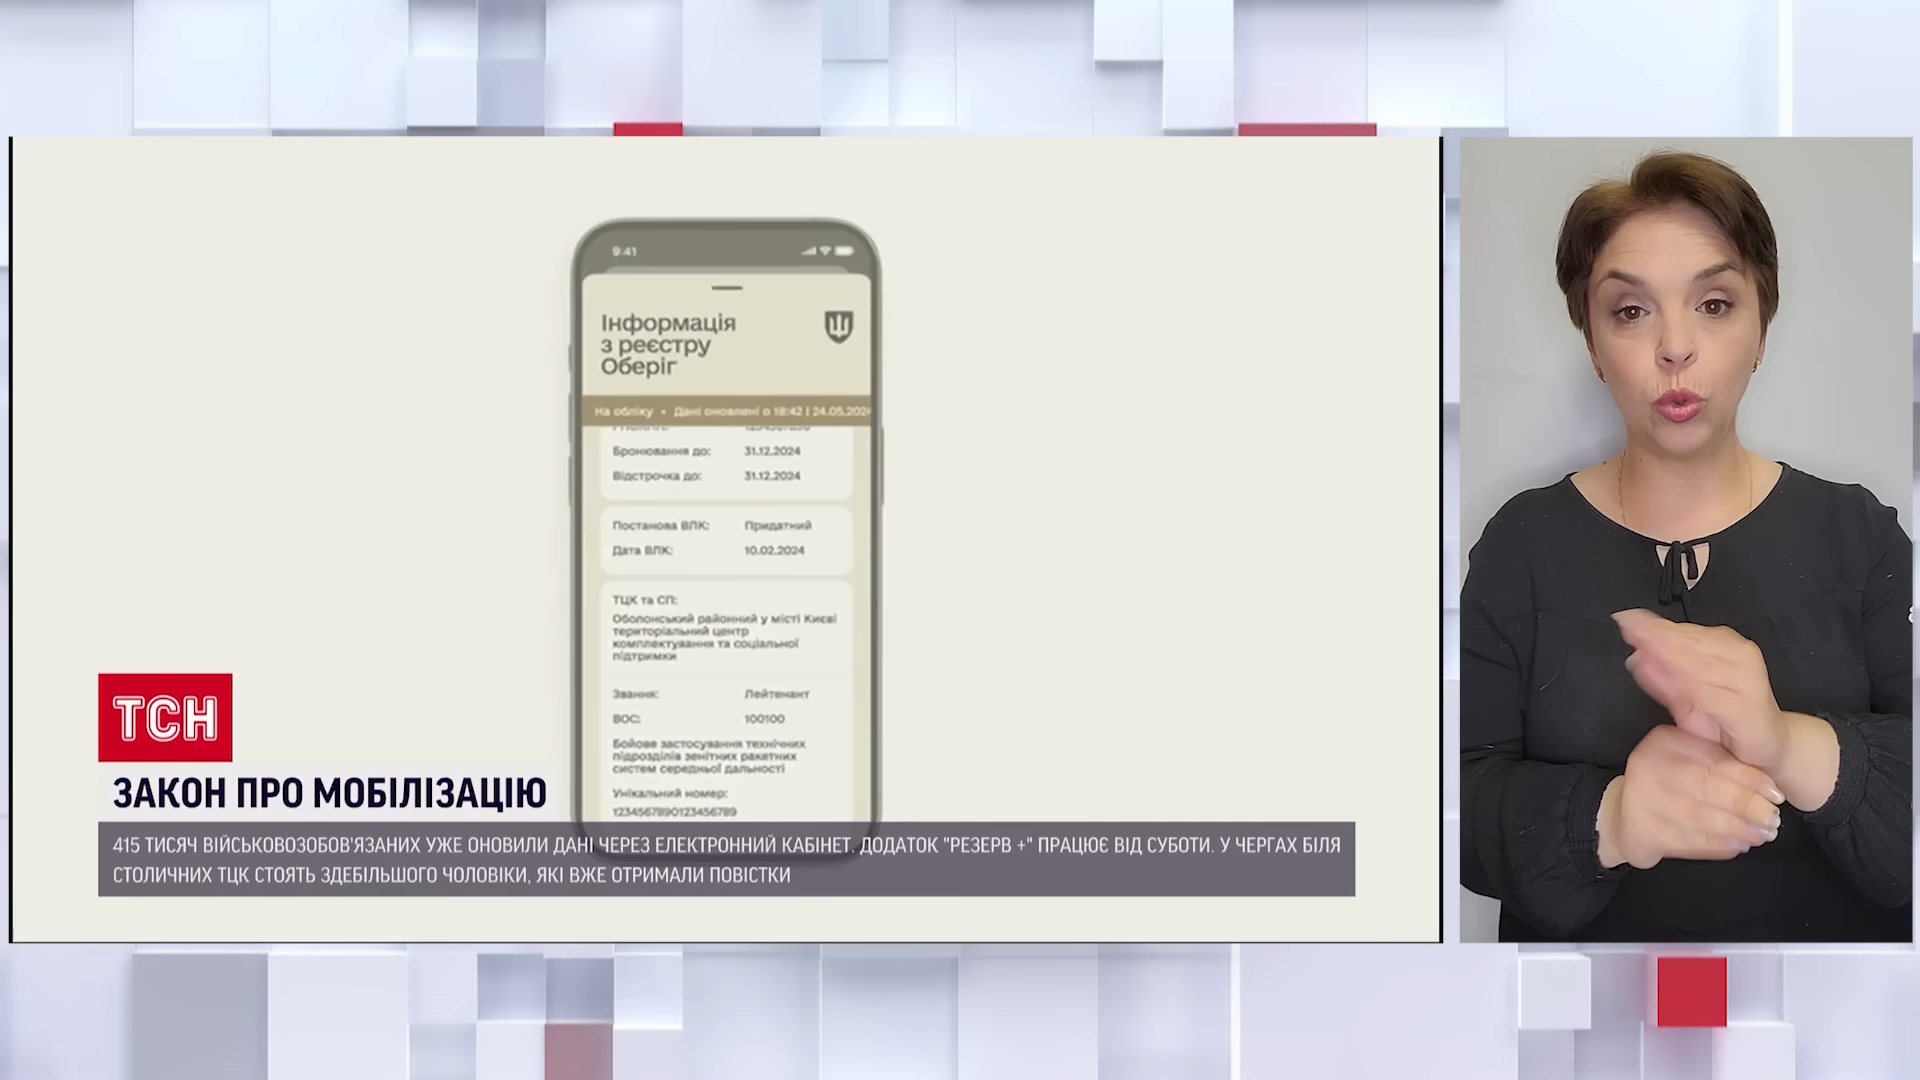 9:41
Інформація
з реєстру
Оберіг
На обліку • Дані оновлені о 18:42 | 24.05.202
Бронювання до: 31.12.2024
Відстрочка до: 31.12.2024
Постанова ВЛК: Придатний
Дата ВЛК: 10.02.2024
ТЦК та СП:
Оболонський районний у місті Києві
територіальний центр
комплектування та соціальної
підтримки
Звання: Лейтенант
ВОС: 100100
Бойове застосування технічних
підрозділів зенітних ракетних
систем середньої дальності
Унікальний номер:
1234567890123456789
ТСН
ЗАКОН ПРО МОБІЛІЗАЦІЮ
415 ТИСЯЧ ВІЙСЬКОВОЗОБОВ'ЯЗАНИХ УЖЕ ОНОВИЛИ ДАНІ ЧЕРЕЗ ЕЛЕКТРОННИЙ КАБІНЕТ. ДОДАТОК "РЕЗЕРВ +" ПРАЦЮЄ ВІД СУБОТИ. У ЧЕРГАХ БІЛЯ
СТОЛИЧНИХ ТЦК СТОЯТЬ ЗДЕБІЛЬШОГО ЧОЛОВІКИ, ЯКІ ВЖЕ ОТРИМАЛИ ПОВІСТКИ